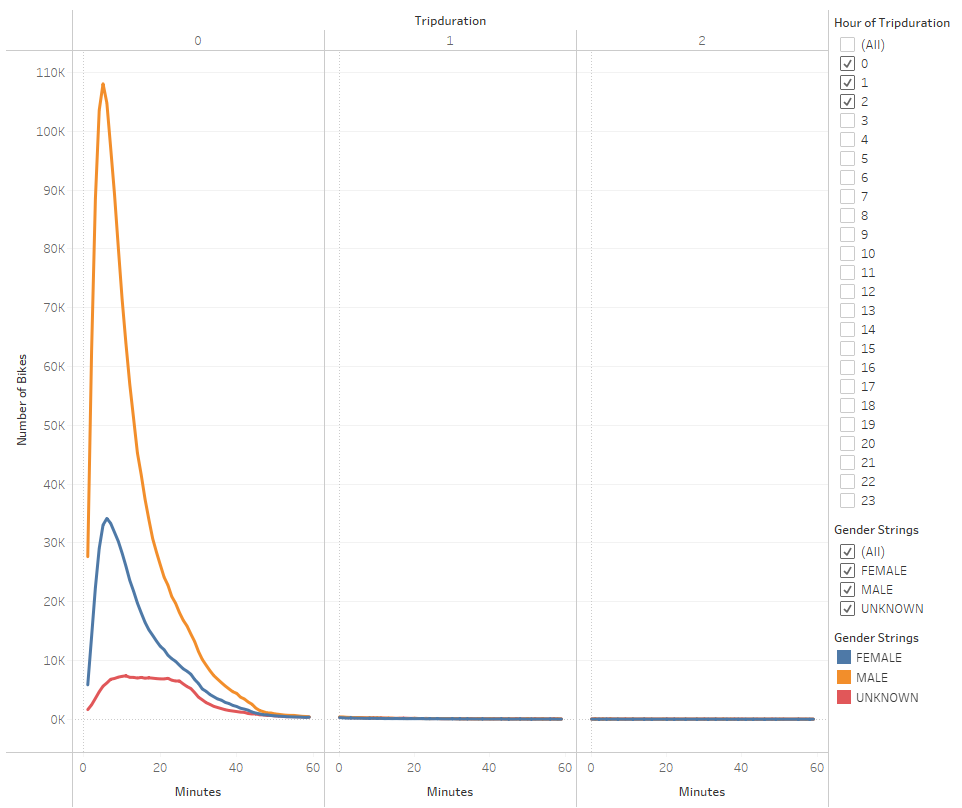 Tripduration
0 1 2
110K
100K
90K
80K
70K
60K
50K
40K
30K
20K
10K
0K
Number of Bikes
0 20 40 60 0 20 40 60 0 20 40 60
Minutes Minutes Minutes
Hour of Tripduration
(All)
0
1
2
3
4
5
6
7
8
9
10
11
12
13
14
15
16
17
18
19
20
21
22
23
Gender Strings
(All)
FEMALE
MALE
UNKNOWN
Gender Strings
FEMALE
MALE
UNKNOWN